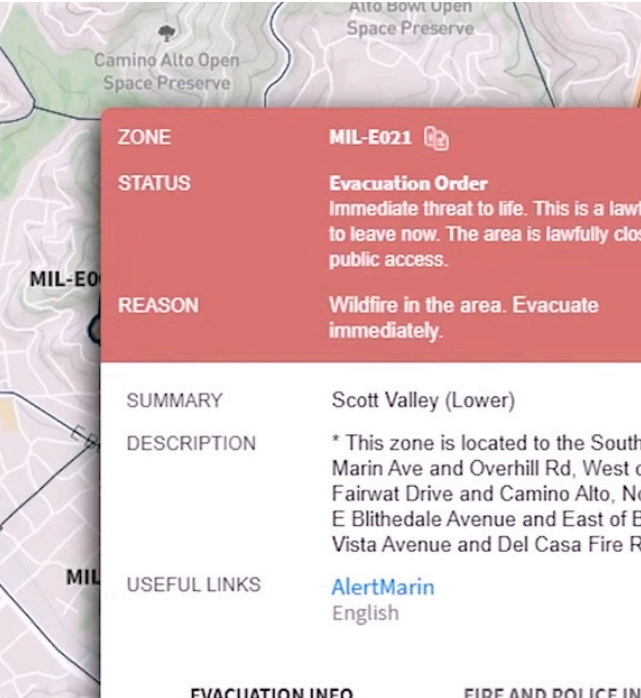 Alto Bowl Open
Space Preserve
Camino Alto Open
Space Preserve
ZONE MIL-E021
STATUS Evacuation Order
Immediate threat to life. This is a
to leave now. The area is lawfully
public access.
MIL-E0
REASON Wildfire in the area. Evacuate
immediately.
SUMMARY Scott Valley (Lower)
DESCRIPTION * This zone is located to the South
Marin Ave and Overhill Rd, West
Fairwat Drive and Camino Alto,
E Blithedale Avenue and East of
Vista Avenue and Del Casa Fire
E B
MIL
USEFUL LINKS AlertMarin
English
EVACUATION INFO FIRE AND POLICE